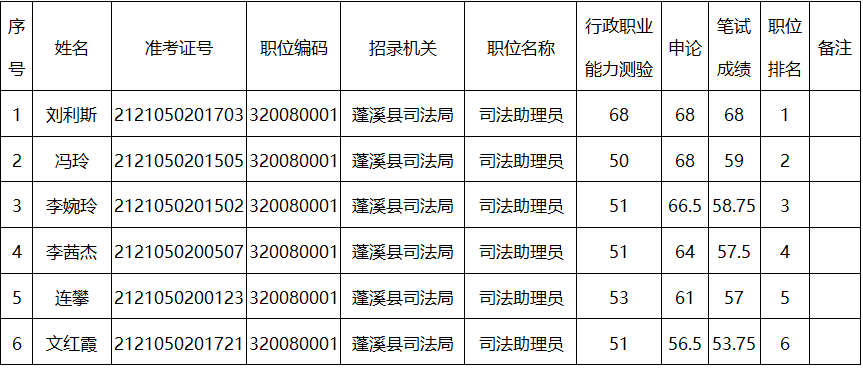 序号 姓名 准考证号 职位编码 招录机关 职位名称 行政职业能力测验 申论 笔试成绩 职位排名 备注
1 刘利斯 2121050201703 320080001 蓬溪县司法局 司法助理员 68 68 68 1
2 冯玲 2121050201505 320080001 蓬溪县司法局 司法助理员 50 68 59 2
3 李婉玲 2121050201502 320080001 蓬溪县司法局 司法助理员 51 66.5 58.75 3
4 李茜杰 2121050200507 320080001 蓬溪县司法局 司法助理员 51 64 57.5 4
5 连攀 2121050200123 320080001 蓬溪县司法局 司法助理员 53 61 57 5
6 文红霞 2121050201721 320080001 蓬溪县司法局 司法助理员 51 56.5 53.75 6